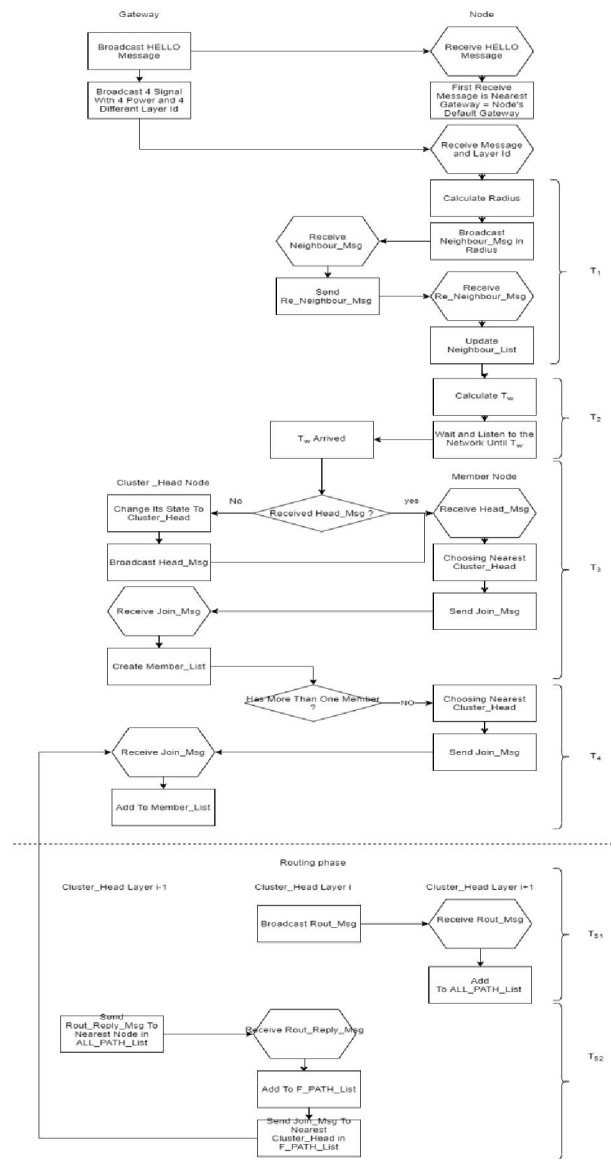 Gateway
Node
Broadcast HELLO
Message
Receive HELLO
Message
Broadcast 4 Signal
With 4 Power and 4
Different Layer Id
First Receive
Message is Nearest
Gateway = Node's
Default Gateway
Receive Message
and Layer Id
Calculate Radius
Broadcast
Neighbour_Msg in
Radius
Receive
Neighbour_Msg
Send
Re_Neighbour_Msg
Receive
Re_Neighbour_Msg
Update
Neighbour_List
T1
Calculate Tw
Wait and Listen to the
Network Until Tw
Tw Arrived
T2
Cluster _Head Node
Member Node
Change Its State To
Cluster_Head
No
Received Head_Msg ?
yes
Receive Head_Msg
Broadcast Head_Msg
Choosing Nearest
Cluster_Head
T3
Receive Join_Msg
Send Join_Msg
Create Member_List
Has More Than One Member
?
NO
Choosing Nearest
Cluster_Head
Receive Join_Msg
Send Join_Msg
T4
Add To Member_List
Routing phase
Cluster_Head Layer i-1
Cluster_Head Layer i
Cluster_Head Layer i+1
Broadcast Rout_Msg
Receive Rout_Msg
T51
Add
To ALL_PATH_List
Send
Rout_Reply_Msg To
Nearest Node in
ALL_PATH_List
Receive Rout_Reply_Msg
T52
Add To F_PATH_List
Send Join_Msg To
Nearest
Cluster_Head in
F_PATH_List